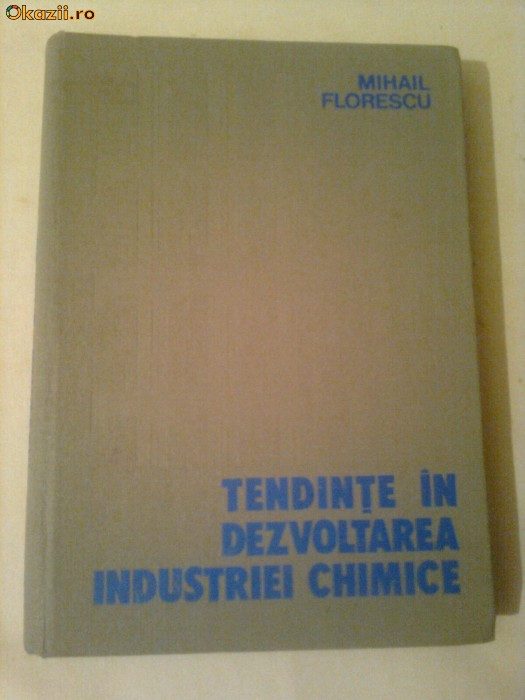 Okazii.ro
MIHAIL
FLORESCU
TENDINȚE ÎN
DEZVOLTAREA
INDUSTRIEI CHIMICE